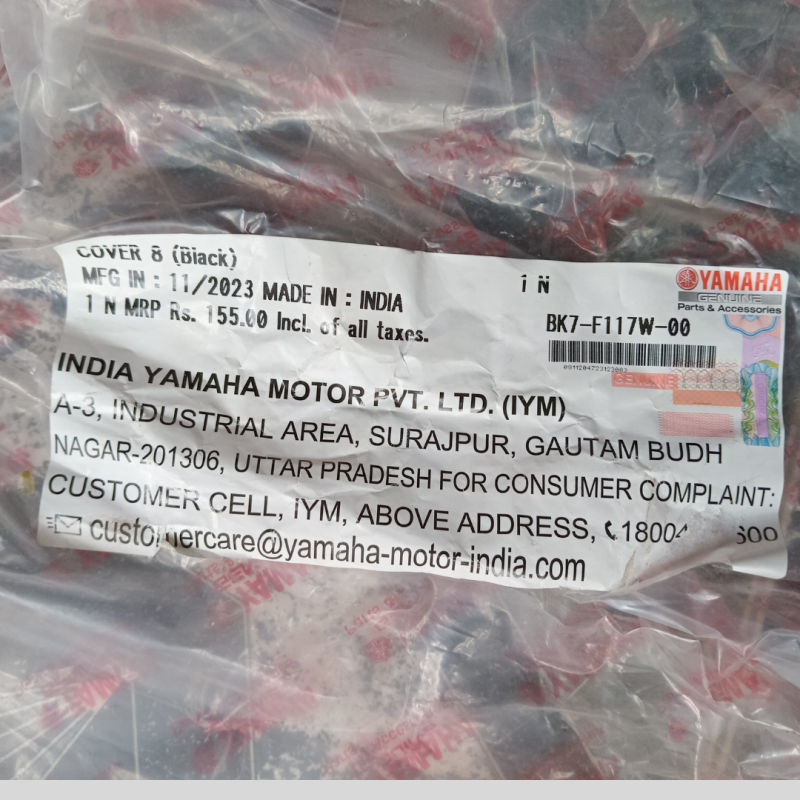 COVER 8 (Black)
MFG IN : 11/2023 MADE IN : INDIA
1 N MRP Rs. 155.00 Incl. of all taxes.
1 N
YAMAHA
GENUINE
Parts & Accessories
BK7-F117W-00
GENUINE
INDIA YAMAHA MOTOR PVT. LTD. (IYM)
A-3, INDUSTRIAL AREA, SURAJPUR, GAUTAM BUDH
NAGAR-201306, UTTAR PRADESH FOR CONSUMER COMPLAINT:
CUSTOMER CELL, IYM, ABOVE ADDRESS,
customercare@yamaha-motor-india.com